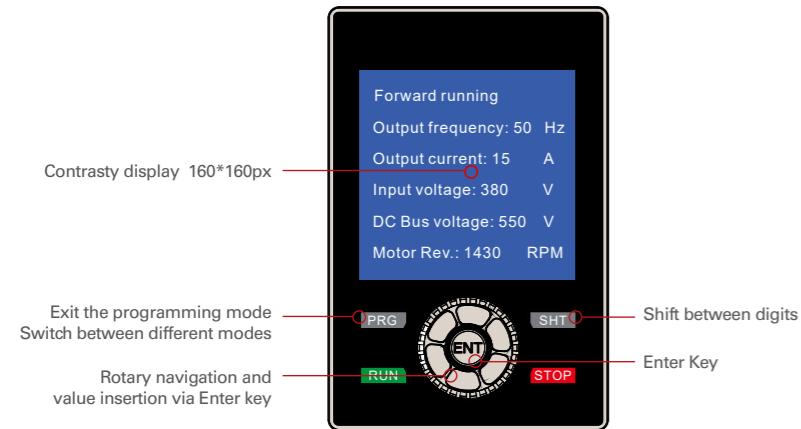 Forward running
Output frequency: 50 Hz
Output current: 15 A
Input voltage: 380 V
DC Bus voltage: 550 V
Motor Rev.: 1430 RPM
Contrasty display 160*160px
Exit the programming mode
Switch between different modes
PRG
SHT
Shift between digits
ENT
Enter Key
Rotary navigation and
value insertion via Enter key
RUN
STOP